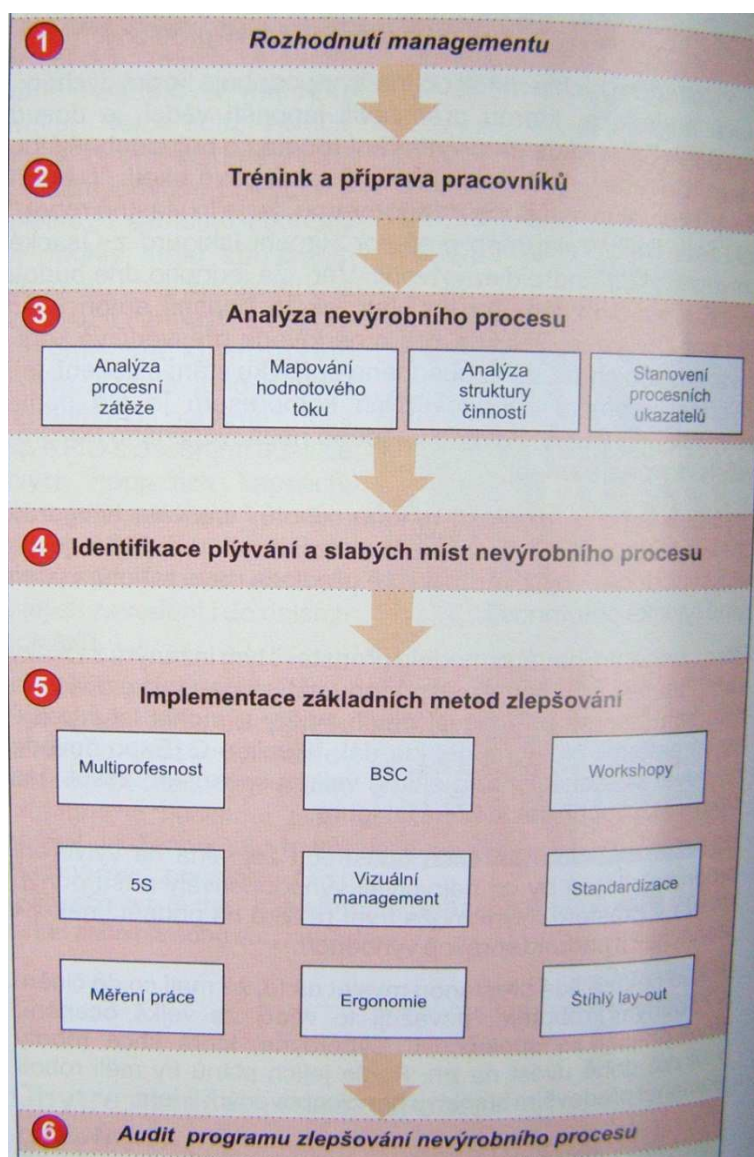 1 Rozhodnutí managementu
2 Trénink a příprava pracovníků
3 Analýza nevýrobního procesu
Analýza
procesní
zátěže
Mapování
hodnotového
toku
Analýza
struktury
činností
Stanovení
procesních
ukazatelů
4 Identifikace plýtvání a slabých míst nevýrobního procesu
5 Implementace základních metod zlepšování
Multiprofesnost
BSC
Workshopy
5S
Vizuální
management
Standardizace
Měření práce
Ergonomie
Štíhlý lay-out
6 Audit programu zlepšování nevýrobního procesu